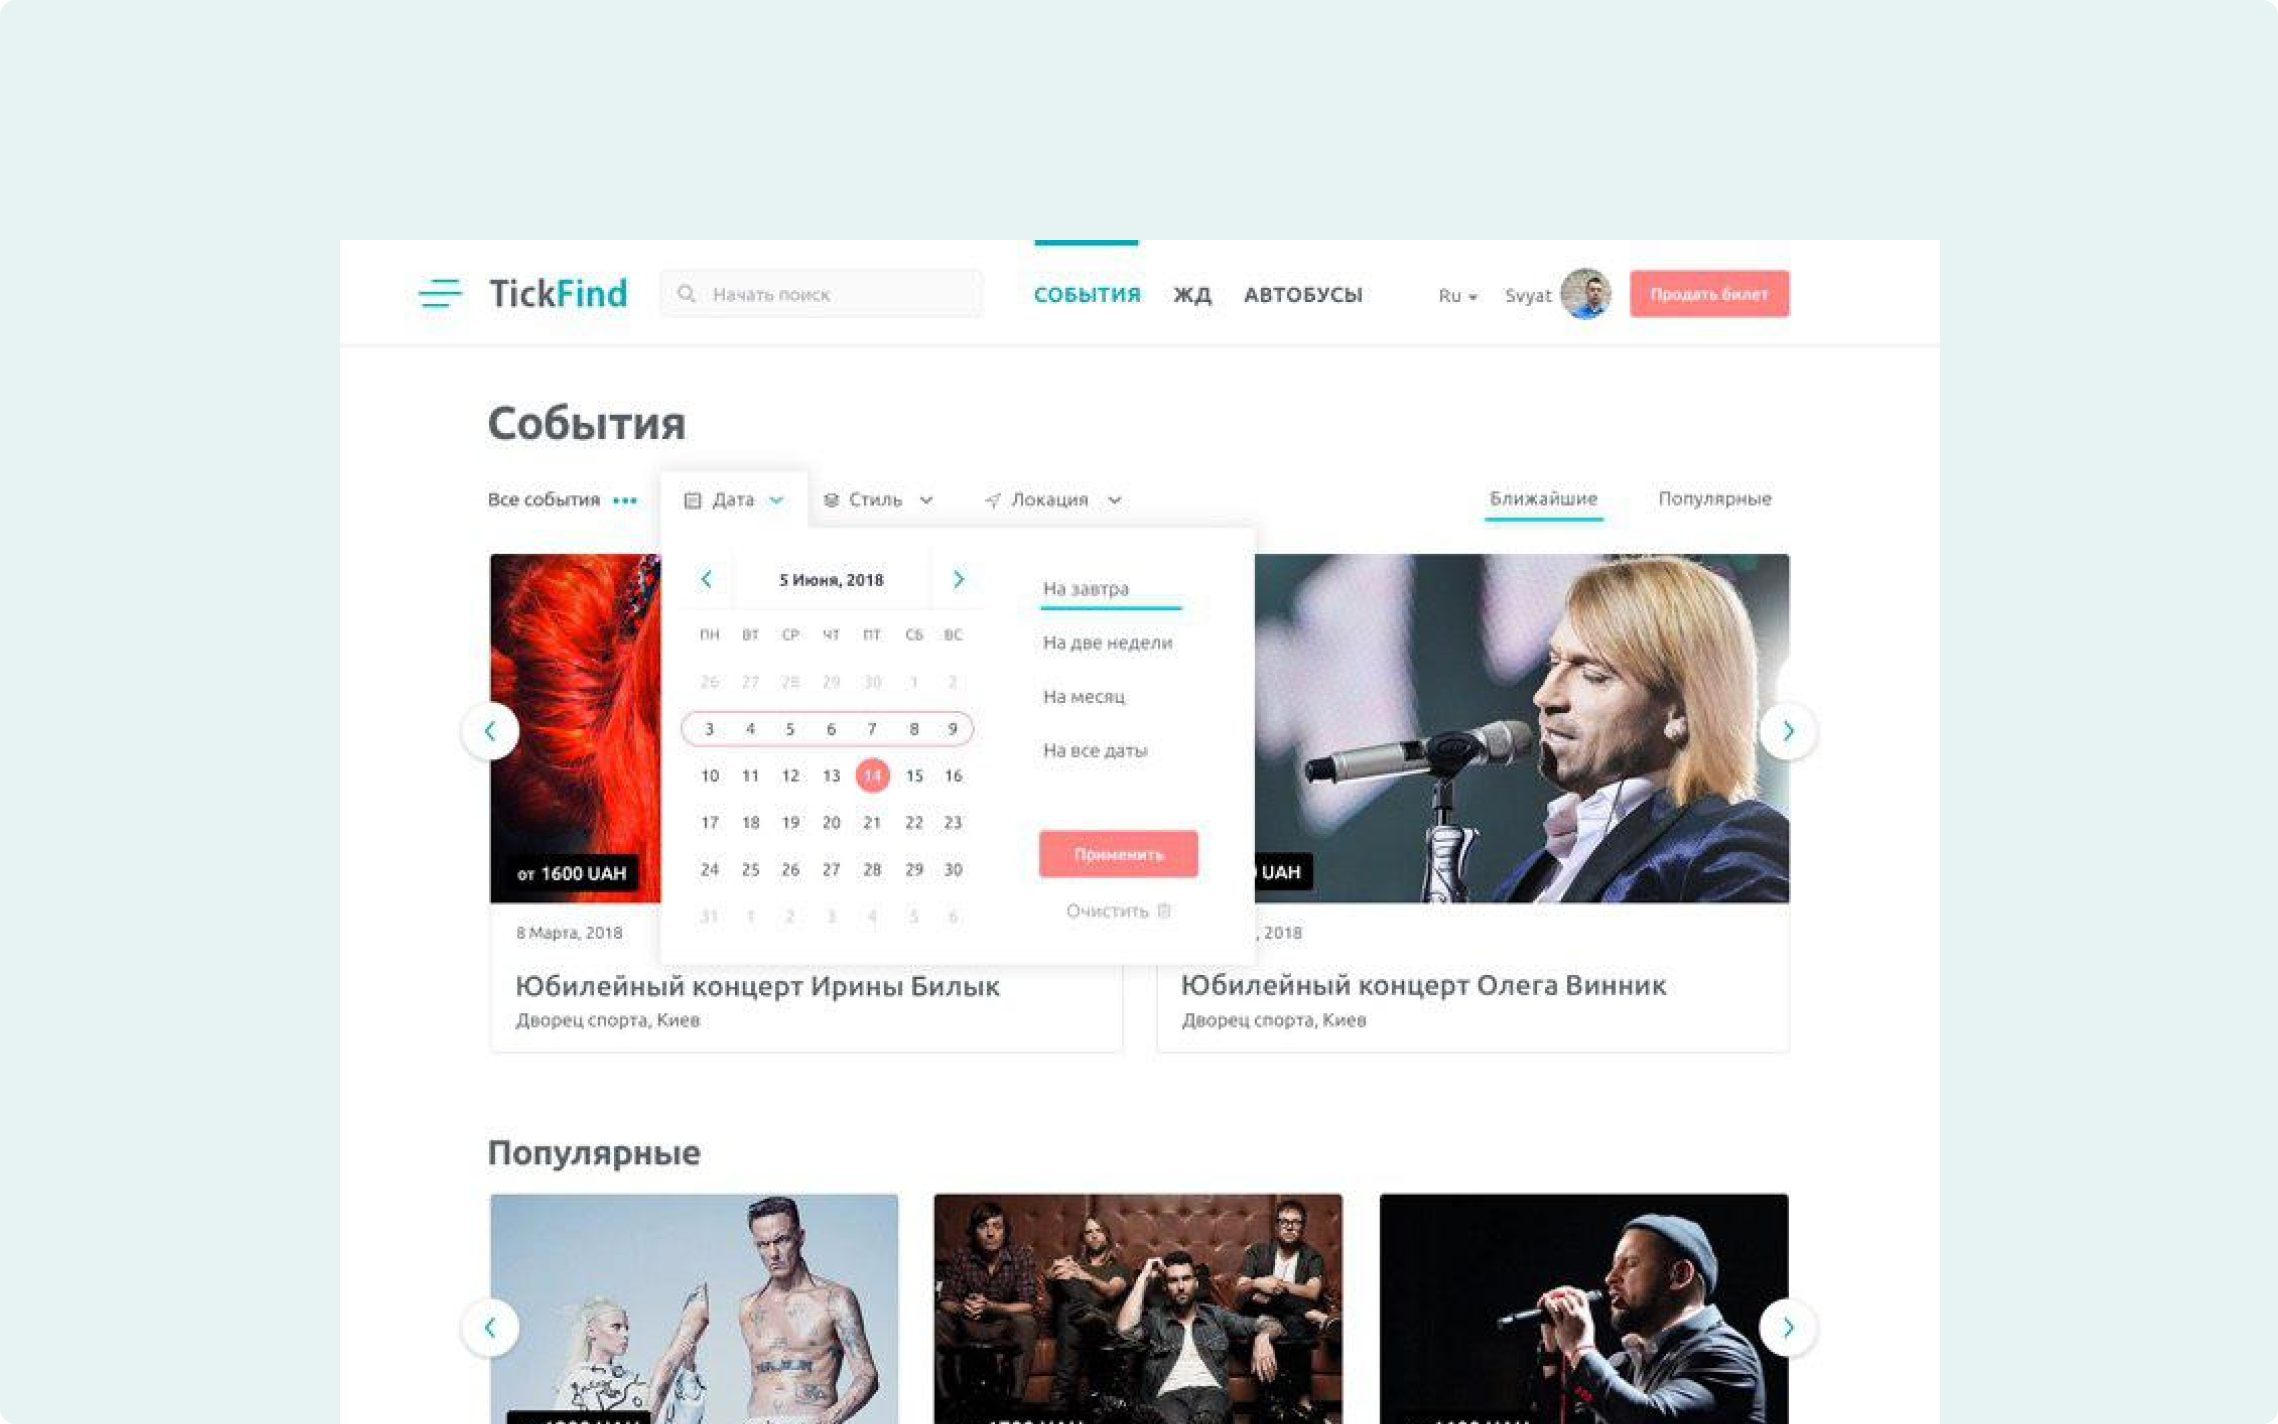 TickFind
Начать поиск
СОБЫТИЯ ЖД АВТОБУСЫ
Ru Svyat
Продать билет
События
Все события ••• Дата Стиль Локация
Ближайшие Популярные
5 Июня, 2018
ПН ВТ СР ЧТ ПТ СБ ВС
26 27 28 29 30 1 2
3 4 5 6 7 8 9
10 11 12 13 14 15 16
17 18 19 20 21 22 23
24 25 26 27 28 29 30
31 1 2 3 4 5 6
На завтра
На две недели
На месяц
На все даты
Применить
Очистить
от 1600 UAH
8 Марта, 2018
Юбилейный концерт Ирины Билык
Дворец спорта, Киев
UAH
, 2018
Юбилейный концерт Олега Винник
Дворец спорта, Киев
Популярные